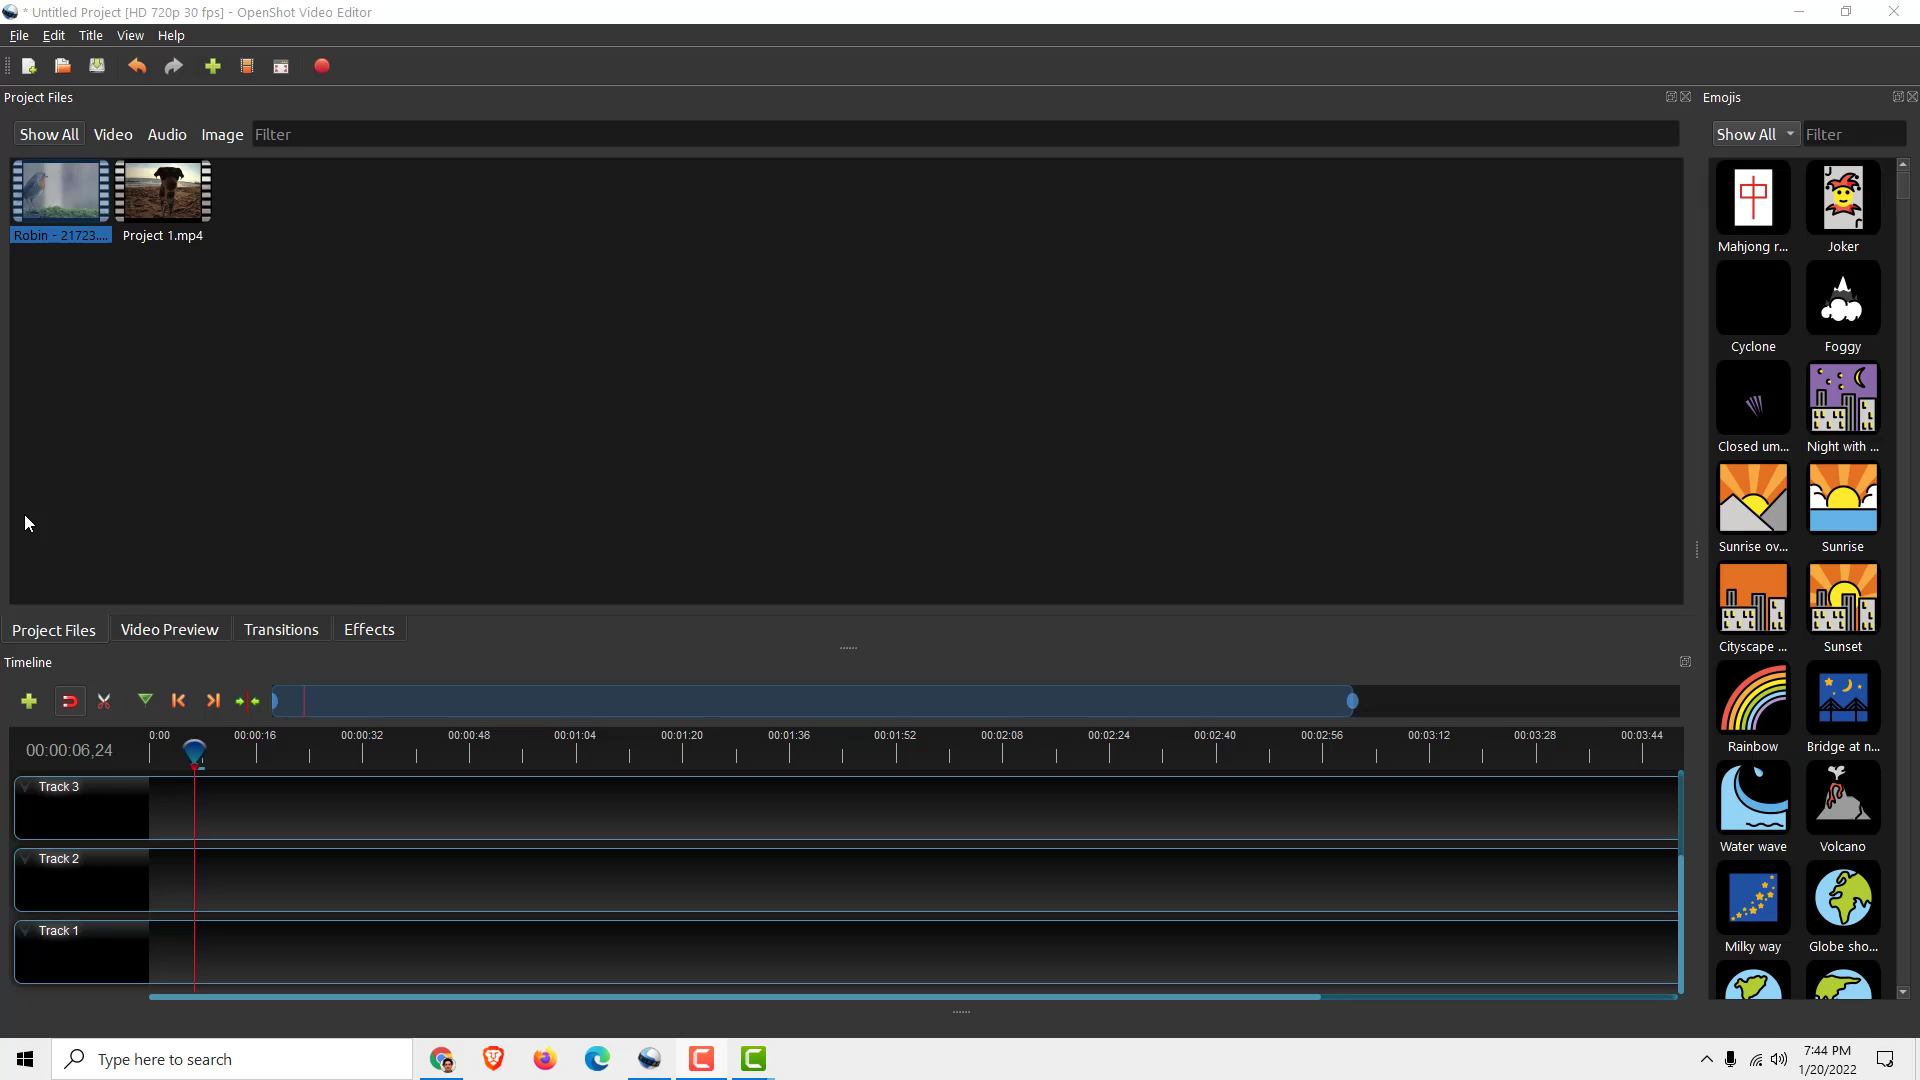 * Untitled Project [HD 720p 30 fps] - OpenShot Video Editor
File Edit Title View Help
Project Files
Emojis
Show All Video Audio Image Filter
Show All Filter
Robin - 21723....
Project 1.mp4
Mahjong r...
Joker
Cyclone
Foggy
Closed um...
Night with ...
Sunrise ov...
Sunrise
Cityscape ...
Sunset
Rainbow
Bridge at n...
Water wave
Volcano
Milky way
Globe sho...
Project Files Video Preview Transitions Effects
Timeline
00:00:06,24
0:00 00:00:16 00:00:32 00:00:48 00:01:04 00:01:20 00:01:36 00:01:52 00:02:08 00:02:24 00:02:40 00:02:56 00:03:12 00:03:28 00:03:44
Track 3
Track 2
Track 1
Type here to search
7:44 PM
1/20/2022